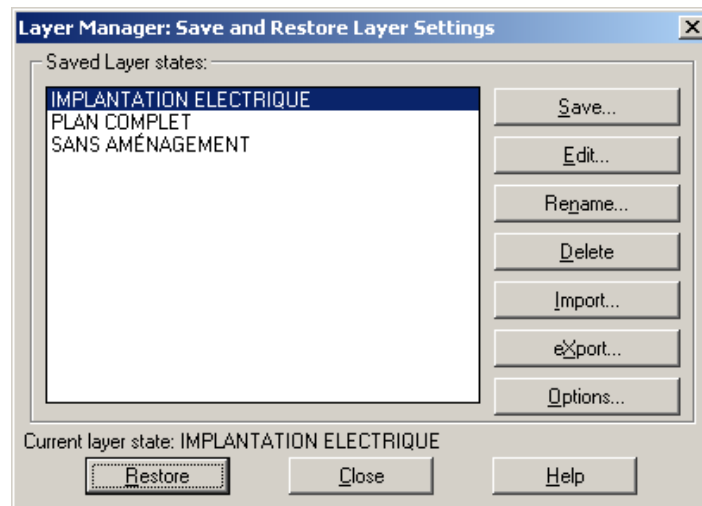 Layer Manager: Save and Restore Layer Settings
Saved Layer states:
IMPLANTATION ELECTRIQUE
PLAN COMPLET
SANS AMÉNAGEMENT
Save...
Edit...
Rename...
Delete
Import...
eXport...
Options...
Current layer state: IMPLANTATION ELECTRIQUE
Restore
Close
Help